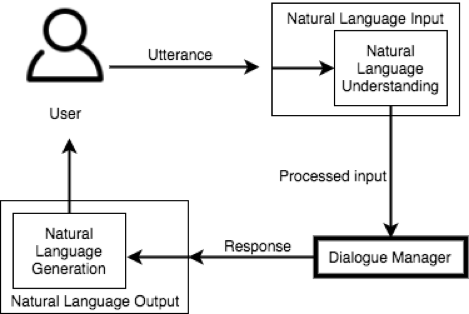 Natural Language Input
Utterance
Natural
Language
Understanding
User
Processed input
Natural
Language
Generation
Response
Dialogue Manager
Natural Language Output